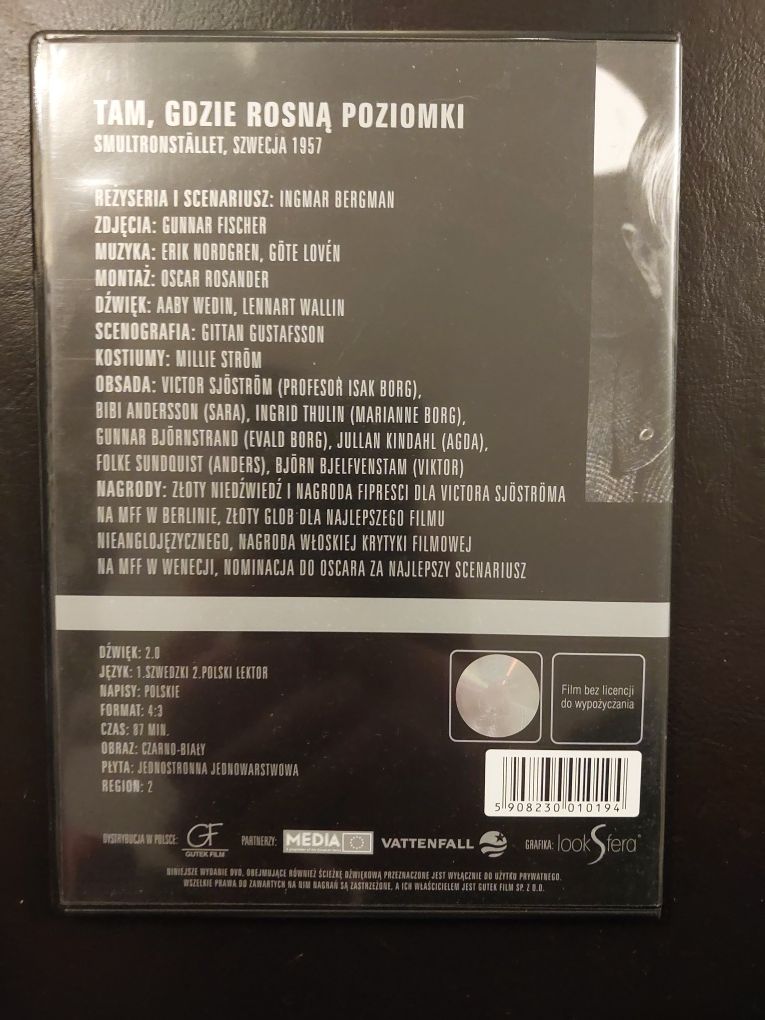 TAM, GDZIE ROSNĄ POZIOMKI
SMULTRONSTÄLLET, SZWECJA 1957
REŻYSERIA I SCENARIUSZ: INGMAR BERGMAN
ZDJĘCIA: GUNNAR FISCHER
MUZYKA: ERIK NORDGREN, GÖTE LOVÉN
MONTAŻ: OSCAR ROSANDER
DŹWIĘK: AABY WEDIN, LENNART WALLIN
SCENOGRAFIA: GITTAN GUSTAFSSON
KOSTIUMY: MILLIE STRÖM
OBSADA: VICTOR SJÖSTRÖM (PROFESOR ISAK BORG),
BIBI ANDERSSON (SARA), INGRID THULIN (MARIANNE BORG),
GUNNAR BJÖRNSTRAND (EVALD BORG), JULLAN KINDAHL (AGDA),
FOLKE SUNDQUIST (ANDERS), BJÖRN BJELFVENSTAM (VIKTOR)
NAGRODY: ZŁOTY NIEDŹWIEDŹ I NAGRODA FIPRESCI DLA VICTORA SJÖSTRÖMA
NA MFF W BERLINIE, ZŁOTY GLOB DLA NAJLEPSZEGO FILMU
NIEANGLOJĘZYCZNEGO, NAGRODA WŁOSKIEJ KRYTYKI FILMOWEJ
NA MFF W WENECJI, NOMINACJA DO OSCARA ZA NAJLEPSZY SCENARIUSZ
DŹWIĘK: 2.0
JĘZYK: 1.SZWEDZKI 2.POLSKI LEKTOR
NAPISY: POLSKIE
FORMAT: 4:3
CZAS: 87 MIN.
OBRAZ: CZARNO-BIAŁY
PŁYTA: JEDNOSTRONNA JEDNOWARSTWOWA
REGION: 2
Film bez licencji
do wypożyczania
5 908230 010194
DYSTRYBUCJA W POLSCE: GF GUTEK FILM PARTNERZY: MEDIA VATTENFALL GRAFIKA: lookSfera
NINIEJSZE WYDANIE DVD, OBEJMUJĄCE RÓWNIEŻ ŚCIEŻKĘ DŹWIĘKOWĄ PRZEZNACZONE JEST WYŁĄCZNIE DO UŻYTKU PRYWATNEGO.
WSZELKIE PRAWA DO ZAWARTYCH NA NIM NAGRAŃ SĄ ZASTRZEŻONE, A ICH WŁAŚCICIELEM JEST GUTEK FILM SP. Z O.O.